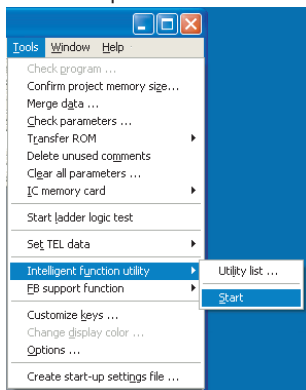 Tools Window Help
Check program ...
Confirm project memory size...
Merge data ...
Check parameters ...
Transfer ROM
Delete unused comments
Clear all parameters ...
IC memory card
Start ladder logic test
Set TEL data
Intelligent function utility
Utility list ...
FB support function
Start
Customize keys ...
Change display color ...
Options ...
Create start-up settings file ...